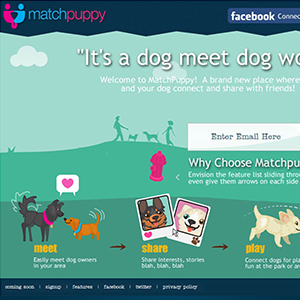 matchpuppy
facebook Connec
"It's a dog meet dog wo
Welcome to MatchPuppy! A brand new place where
and your dog connect and share with friends!
Enter Email Here
Why Choose Matchpu
Envision the feature list sliding throu
even give them arrows on each side
meet
share
play
Easily meet dog owners
in your area
Share Interests, stories
blah, blah, blah
Connect dogs for pla
fun at the park, or
coming soon | signup | features | facebook | twitter | privacy policy